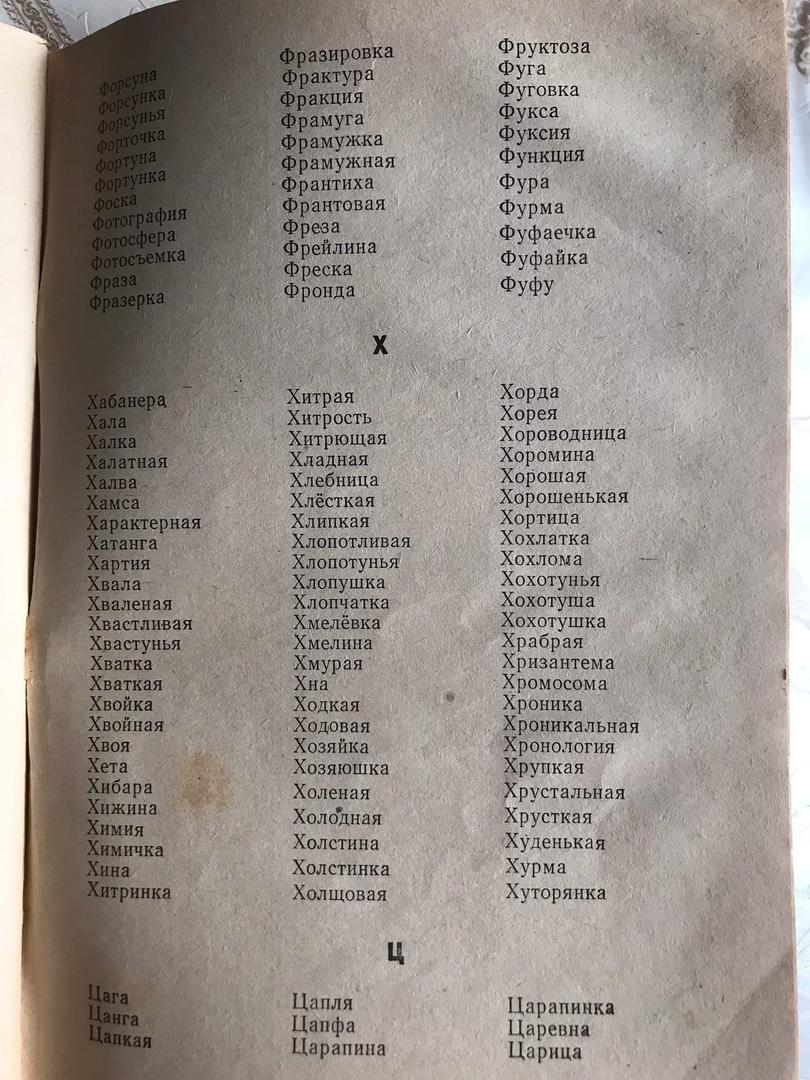 Форсуна
Форсунка
Форсунья
Форточка
Фортуна
Фортунка
Фоска
Фотография
Фотосфера
Фотосъемка
Фраза
Фразерка
Фразировка
Фрактура
Фракция
Фрамуга
Фрамужка
Фрамужная
Франтиха
Франтовая
Фреза
Фрейлина
Фреска
Фронда
Фруктоза
Фуга
Фуговка
Фукса
Фуксия
Функция
Фура
Фурма
Фуфаечка
Фуфайка
Фуфу
Х
Хабанера
Хала
Халка
Халатная
Халва
Хамса
Характерная
Хатанга
Хартия
Хвала
Хваленая
Хвастливая
Хвастунья
Хватка
Хваткая
Хвойка
Хвойная
Хвоя
Хета
Хибара
Хижина
Химия
Химичка
Хина
Хитринка
Хитрая
Хитрость
Хитрющая
Хладная
Хлебница
Хлёсткая
Хлипкая
Хлопотливая
Хлопотунья
Хлопушка
Хлопчатка
Хмелёвка
Хмелина
Хмурая
Хна
Ходкая
Ходовая
Хозяйка
Хозяюшка
Холеная
Холодная
Холстина
Холстинка
Холщовая
Хорда
Хорея
Хороводница
Хоромина
Хорошая
Хорошенькая
Хортица
Хохлатка
Хохлома
Хохотунья
Хохотуша
Хохотушка
Храбрая
Хризантема
Хромосома
Хроника
Хроникальная
Хронология
Хрупкая
Хрустальная
Хрусткая
Худенькая
Хурма
Хуторянка
Ц
Цага
Цанга
Цапкая
Цапля
Цапфа
Царапина
Царапинка
Царевна
Царица